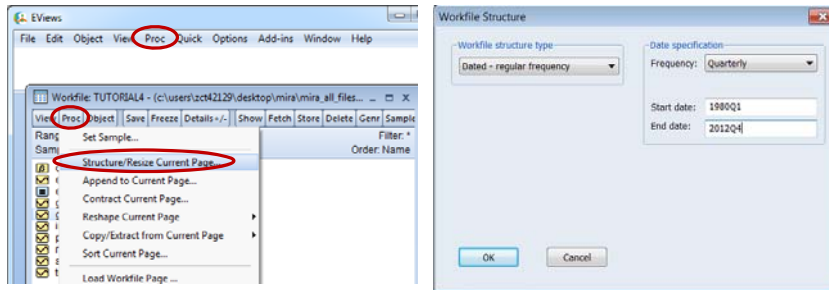 EViews
File Edit Object View Proc Quick Options Add-ins Window Help
Workfile: TUTORIAL4 - (c:\users\zct42129\desktop\mira\mira_all_files...
View Proc Object Save Freeze Details+/- Show Fetch Store Delete Genr Sample
Filter: *
Order: Name
Set Sample...
Structure/Resize Current Page...
Append to Current Page...
Contract Current Page...
Reshape Current Page
Copy/Extract from Current Page
Sort Current Page...
Load Workfile Page ...
Workfile Structure
Workfile structure type
Dated - regular frequency
Date specification
Frequency: Quarterly
Start date: 1980Q1
End date: 2012Q4
OK Cancel